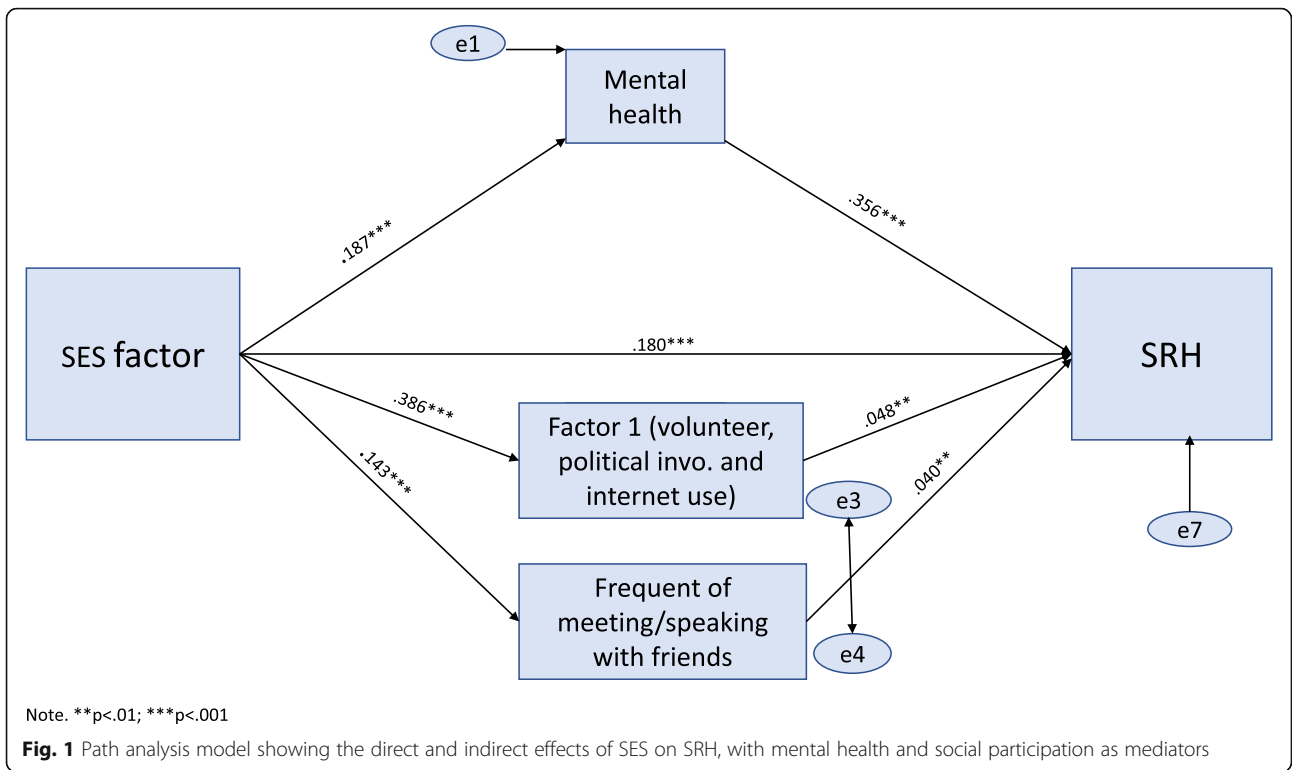 e1
Mental
health
.187***
.356***
SES factor
.180***
SRH
.386***
.048**
Factor 1 (volunteer,
political invo. and
internet use)
.143***
.040**
e3
e7
Frequent of
meeting/speaking
with friends
e4
Note. **p<.01; ***p<.001
Fig. 1 Path analysis model showing the direct and indirect effects of SES on SRH, with mental health and social participation as mediators